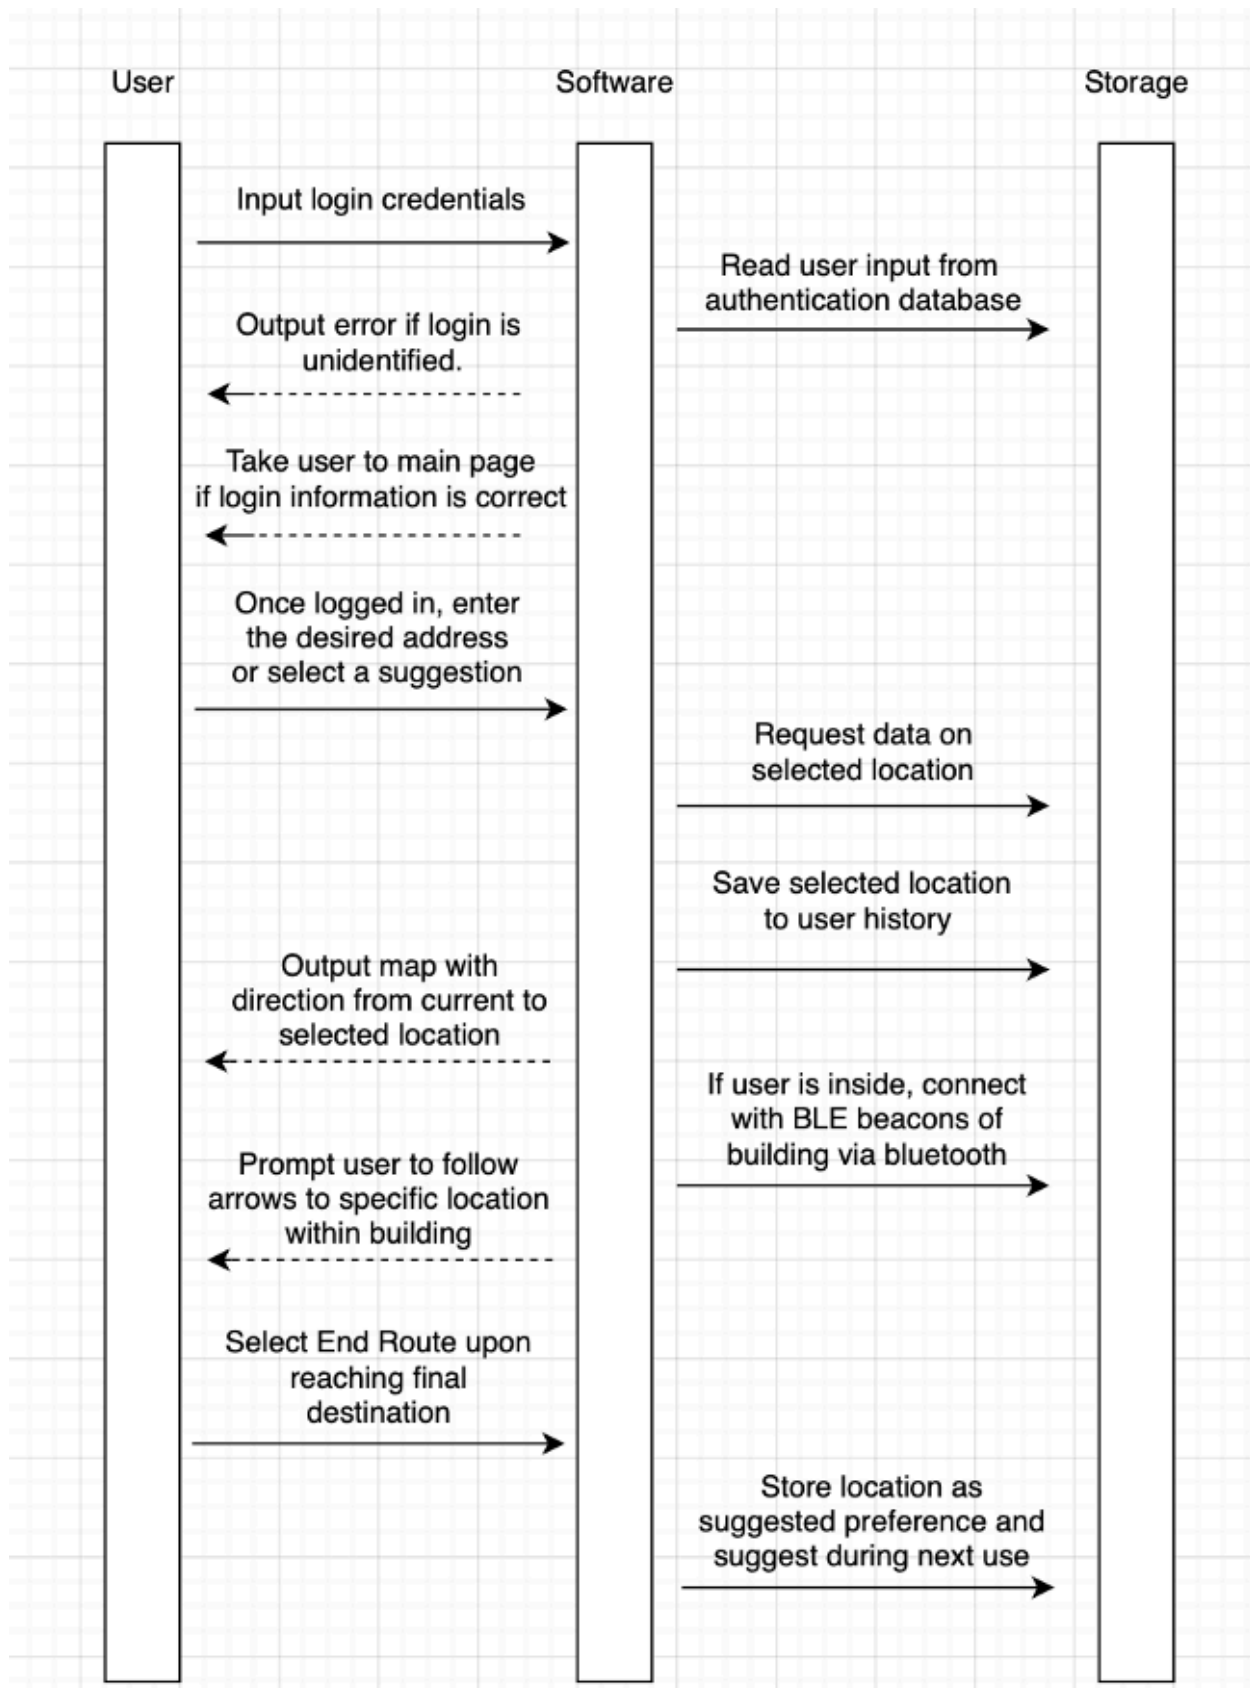 User
Software
Storage
Input login credentials
Read user input from
authentication database
Output error if login is
unidentified.
Take user to main page
if login information is correct
Once logged in, enter
the desired address
or select a suggestion
Request data on
selected location
Save selected location
to user history
Output map with
direction from current to
selected location
If user is inside, connect
with BLE beacons of
building via bluetooth
Prompt user to follow
arrows to specific location
within building
Select End Route upon
reaching final
destination
Store location as
suggested preference and
suggest during next use